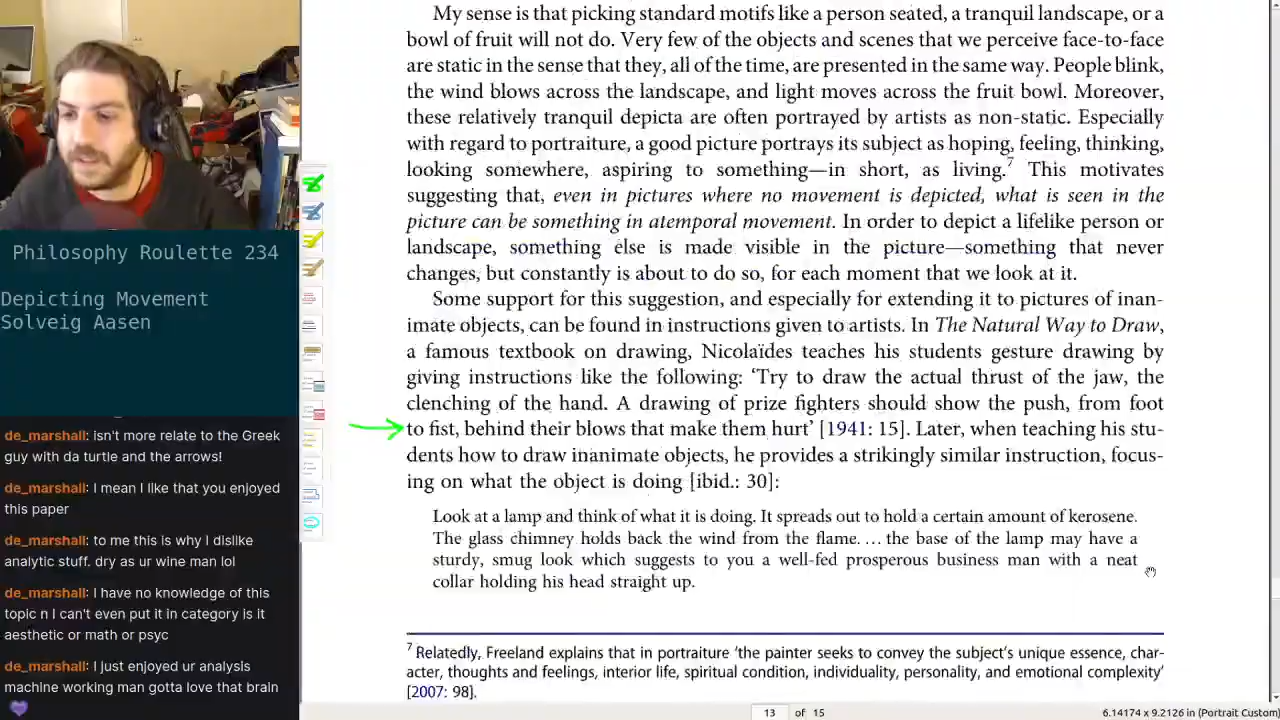 My sense is that picking standard motifs like a person seated, a tranquil landscape, or a
bowl of fruit will not do. Very few of the objects and scenes that we perceive face-to-face
are static in the sense that they, all of the time, are presented in the same way. People blink,
the wind blows across the landscape, and light moves across the fruit bowl. Moreover,
these relatively tranquil depicta are often portrayed by artists as non-static. Especially
with regard to portraiture, a good picture portrays its subject as hoping, feeling, thinking,
looking somewhere, aspiring to something—in short, as living.⁷ This motivates
suggesting that, even in pictures where no movement is depicted, what is seen in the
picture can be something in a temporal movement. In order to depict a lifelike person or
landscape, something else is made visible in the picture—something that never
changes but constantly is about to do so, for each moment that we look at it.
Some support for this suggestion, and especially for extending it to pictures of inan-
imate objects, can be found in instructions given to artists. In The Natural Way to Draw,
a famous textbook on drawing, Nicolaïdes teaches his students gestural drawing by
giving instructions like the following: 'try to feel the actual thrust of the jaw, the
clenching of the hand. A drawing of prize fighters should show the push, from foot
to fist, behind their blows that make them hurt' [1941: 15]. Later, when teaching his stu-
dents how to draw inanimate objects, he provides a strikingly similar instruction, focus-
ing on what the object is doing [ibid.: 20]:
Look at a lamp and think of what it is doing. It spreads out to hold a certain amount of kerosene.
The glass chimney holds back the wind from the flame. … the base of the lamp may have a
sturdy, smug look which suggests to you a well-fed prosperous business man with a neat
collar holding his head straight up.
⁷ Relatedly, Freeland explains that in portraiture 'the painter seeks to convey the subject's unique essence, char-
acter, thoughts and feelings, interior life, spiritual condition, individuality, personality, and emotional complexity'
[2007: 98].
Philosophy Roulette 234
Depicting Movement
Solveig Aasen
de_marshall: isn't more relate to the Greek
guy with da turtle and the arrows!
de_marshall: I mean I like that you enjoyed
this paper
de_marshall: to me this is why I dislike
analytic stuff. dry as ur wine man lol
de_marshall: I have no knowledge of this
topic n I can't even put it in category is it
aesthetic or math or psyc
de_marshall: I just enjoyed ur analysis
machine working man gotta love that brain
13 of 15
6.14174 x 9.2126 in (Portrait Custom)